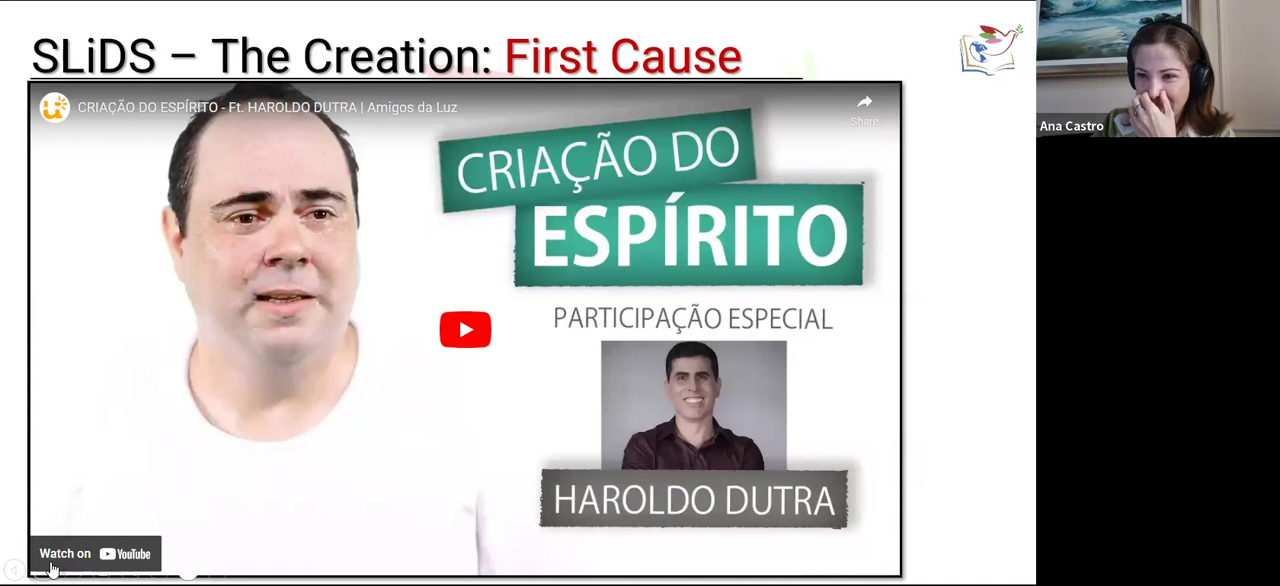 SLiDS – The Creation: First Cause
CRIAÇÃO DO ESPÍRITO - Ft. HAROLDO DUTRA | Amigos da Luz
Share
CRIAÇÃO DO
ESPÍRITO
PARTICIPAÇÃO ESPECIAL
HAROLDO DUTRA
Watch on YouTube
Ana Castro